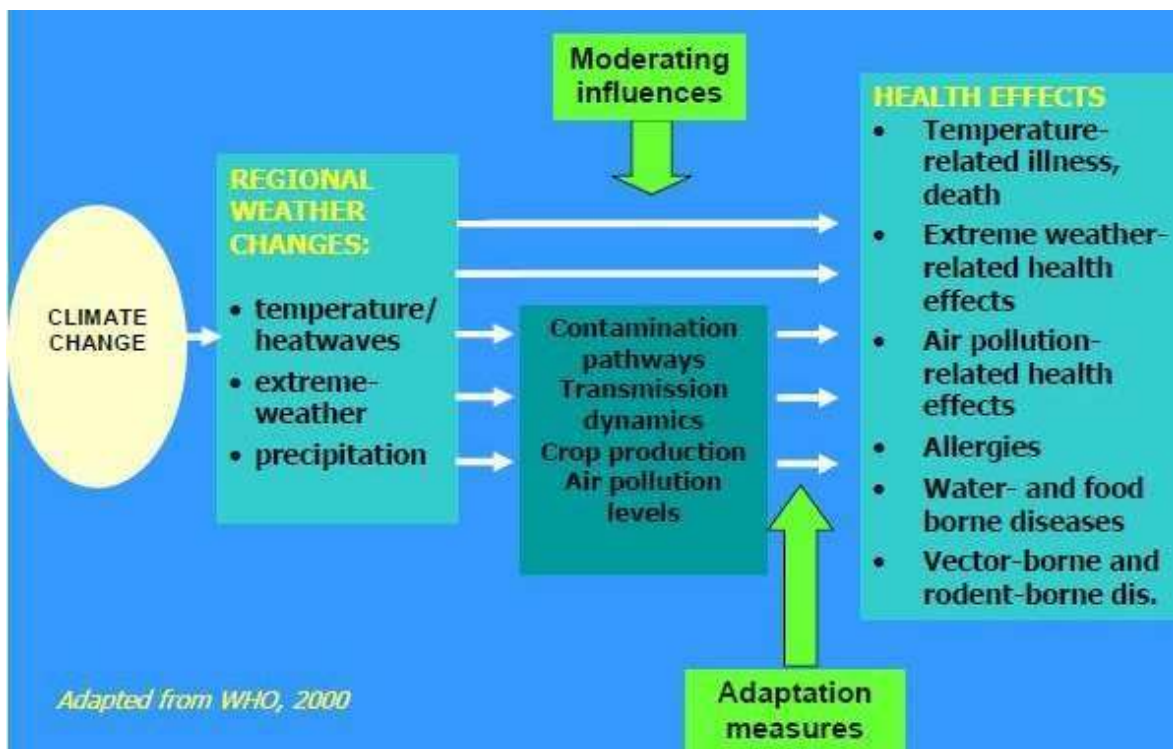 Moderating
influences
CLIMATE
CHANGE
REGIONAL
WEATHER
CHANGES:
• temperature/
heatwaves
• extreme-
weather
• precipitation
Contamination
pathways
Transmission
dynamics
Crop production
Air pollution
levels
HEALTH EFFECTS
• Temperature-
related illness,
death
• Extreme weather-
related health
effects
• Air pollution-
related health
effects
• Allergies
• Water- and food
borne diseases
• Vector-borne and
rodent-borne dis.
Adaptation
measures
Adapted from WHO, 2000